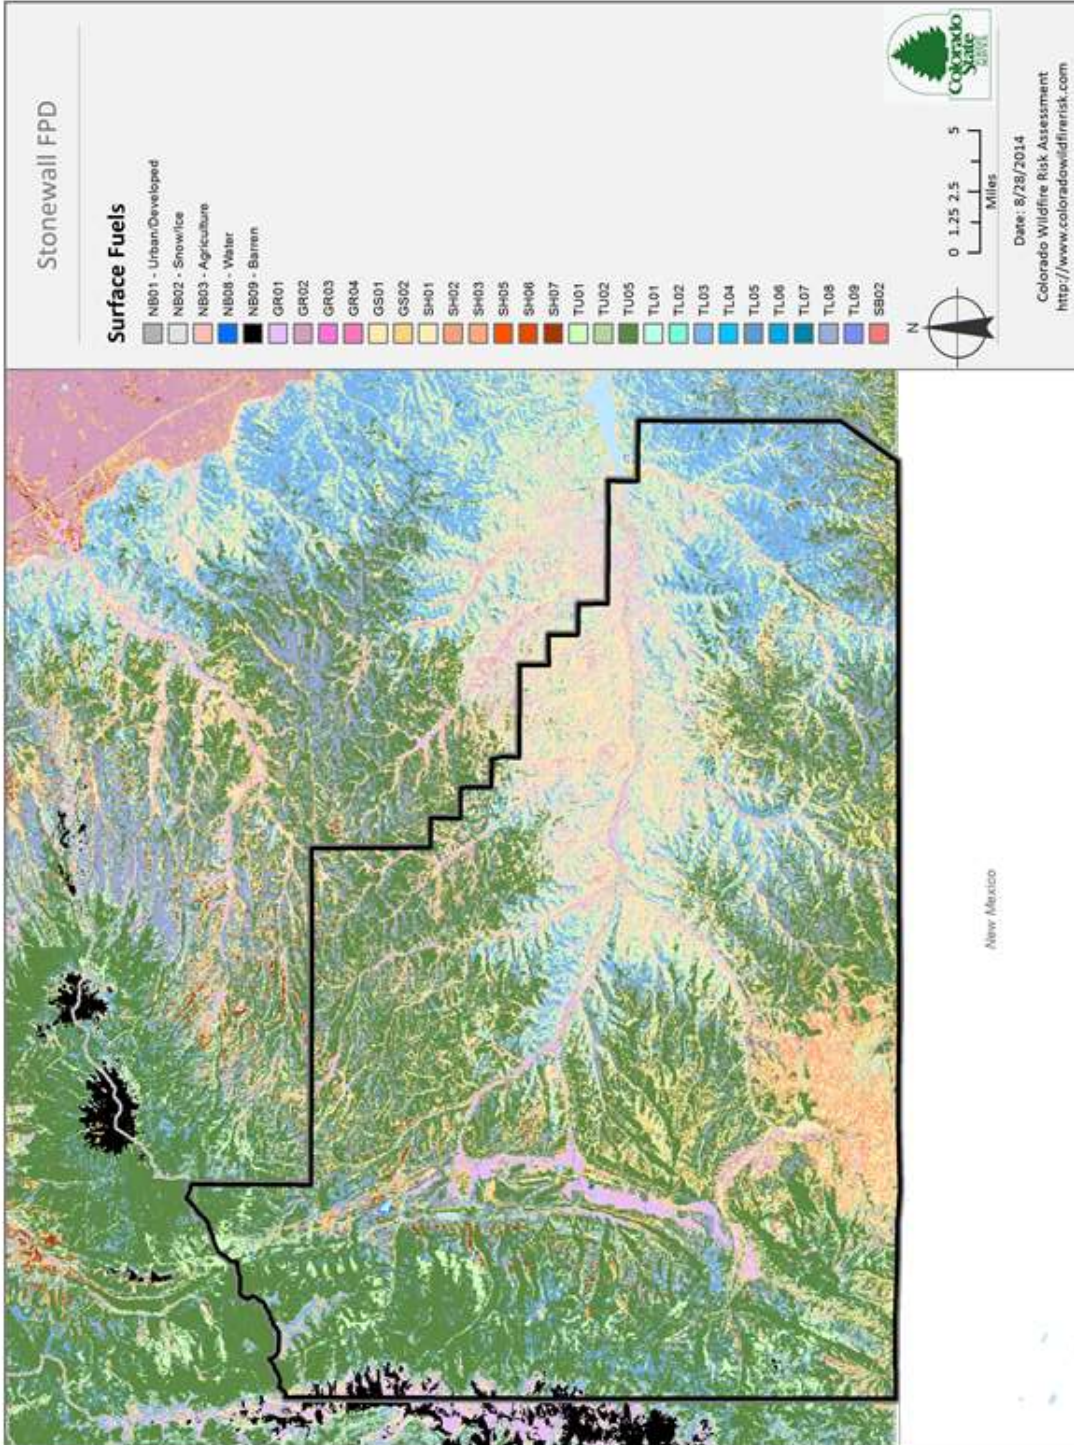 Stonewall FPD
Surface Fuels
NB01 - Urban/Developed
NB02 - Snow/Ice
NB03 - Agriculture
NB08 - Water
NB09 - Barren
GR01
GR02
GR03
GR04
GS01
GS02
SH01
SH02
SH03
SH05
SH06
SH07
TU01
TU02
TU05
TL01
TL02
TL03
TL04
TL05
TL06
TL07
TL08
TL09
SB02
N
0 1.25 2.5 5
Miles
Colorado
State
Date: 8/28/2014
Colorado Wildfire Risk Assessment
http://www.coloradowildfirerisk.com
New Mexico